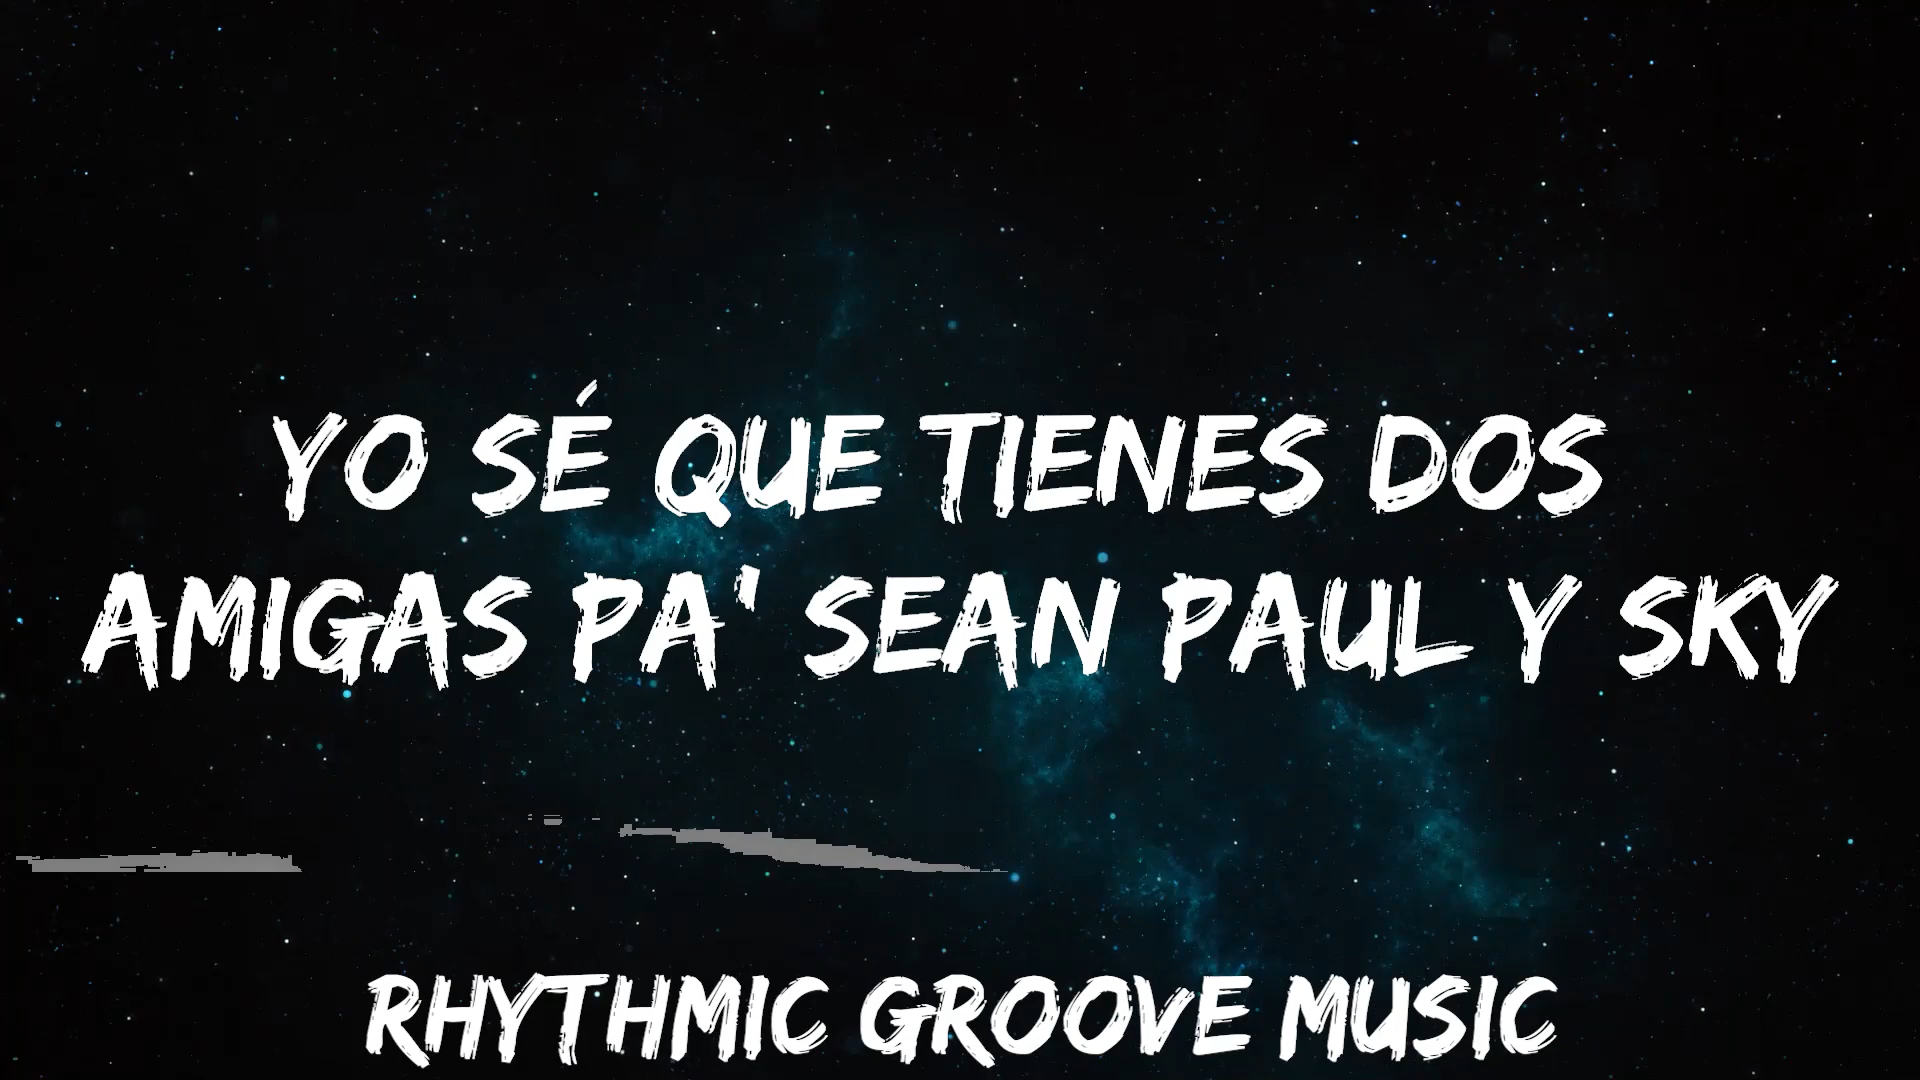 YO SÉ QUE TIENES DOS
AMIGAS PA' SEAN PAUL Y SKY
RHYTHMIC GROOVE MUSIC